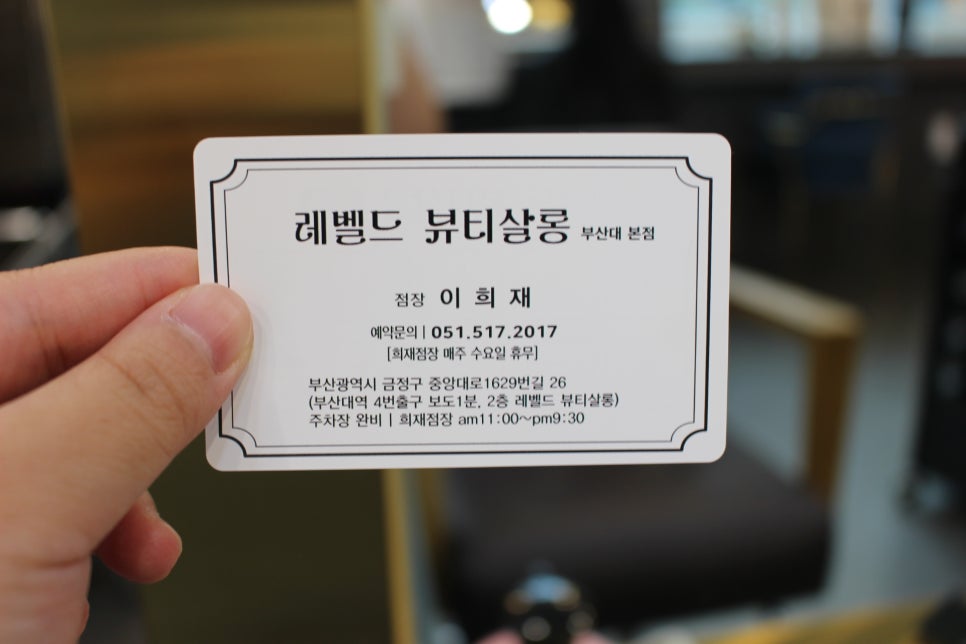 레벨드 뷰티살롱 부산대 본점
점장 이 희 재
예약문의 | 051.517.2017
[희재점장 매주 수요일 휴무]
부산광역시 금정구 중앙대로1629번길 26
(부산대역 4번출구 보도1분, 2층 레벨드 뷰티살롱)
주차장 완비 | 희재점장 am11:00~pm9:30